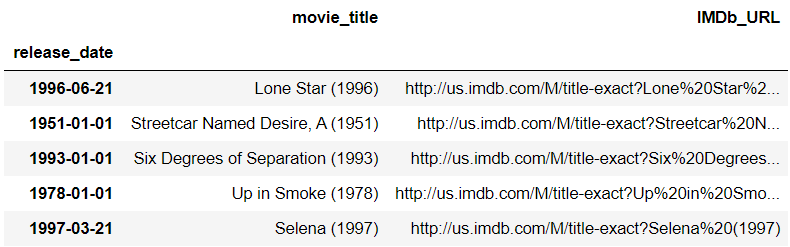 movie_title IMDb_URL
release_date
1996-06-21 Lone Star (1996) http://us.imdb.com/M/title-exact?Lone%20Star%2...
1951-01-01 Streetcar Named Desire, A (1951) http://us.imdb.com/M/title-exact?Streetcar%20N...
1993-01-01 Six Degrees of Separation (1993) http://us.imdb.com/M/title-exact?Six%20Degrees...
1978-01-01 Up in Smoke (1978) http://us.imdb.com/M/title-exact?Up%20in%20Smo...
1997-03-21 Selena (1997) http://us.imdb.com/M/title-exact?Selena%20(1997)